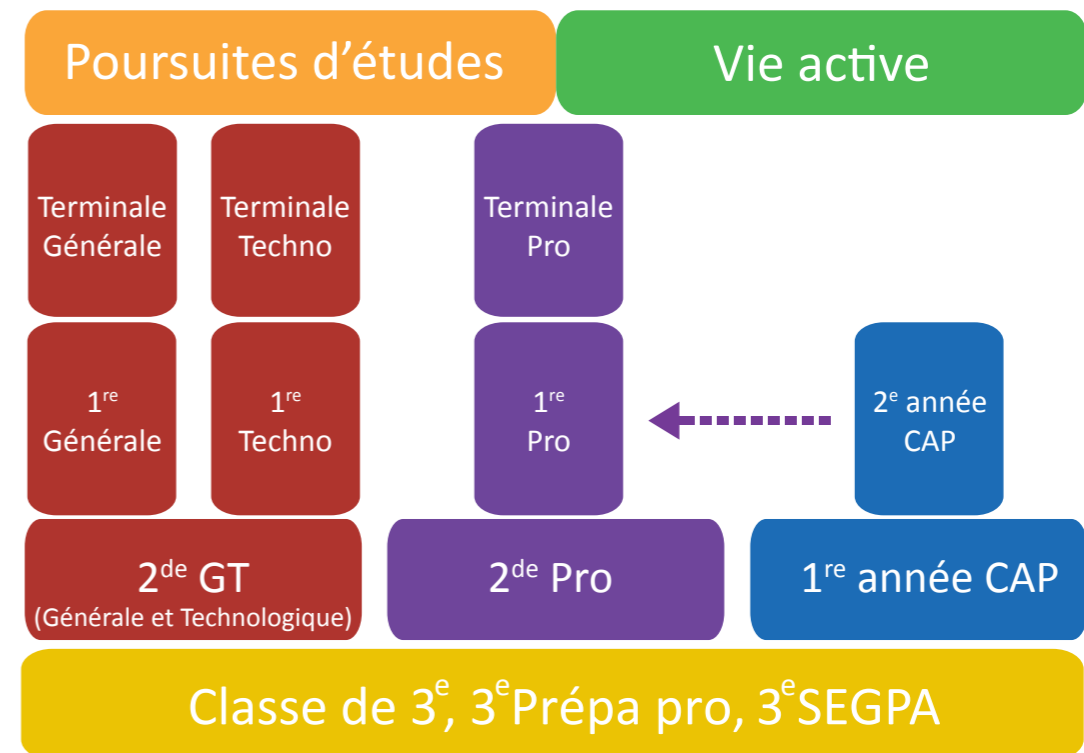 Poursuites d’études
Vie active
Terminale
Générale
Terminale
Techno
Terminale
Pro
1re
Générale
1re
Techno
1re
Pro
2e année
CAP
2de GT
(Générale et Technologique)
2de Pro
1re année CAP
Classe de 3e, 3e Prépa pro, 3e SEGPA